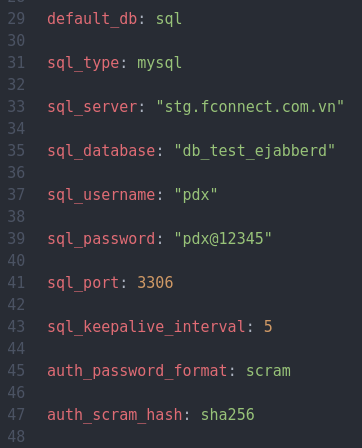 29 default_db: sql
30
31 sql_type: mysql
32
33 sql_server: "stg.fconnect.com.vn"
34
35 sql_database: "db_test_ejabberd"
36
37 sql_username: "pdx"
38
39 sql_password: "pdx@12345"
40
41 sql_port: 3306
42
43 sql_keepalive_interval: 5
44
45 auth_password_format: scram
46
47 auth_scram_hash: sha256
48